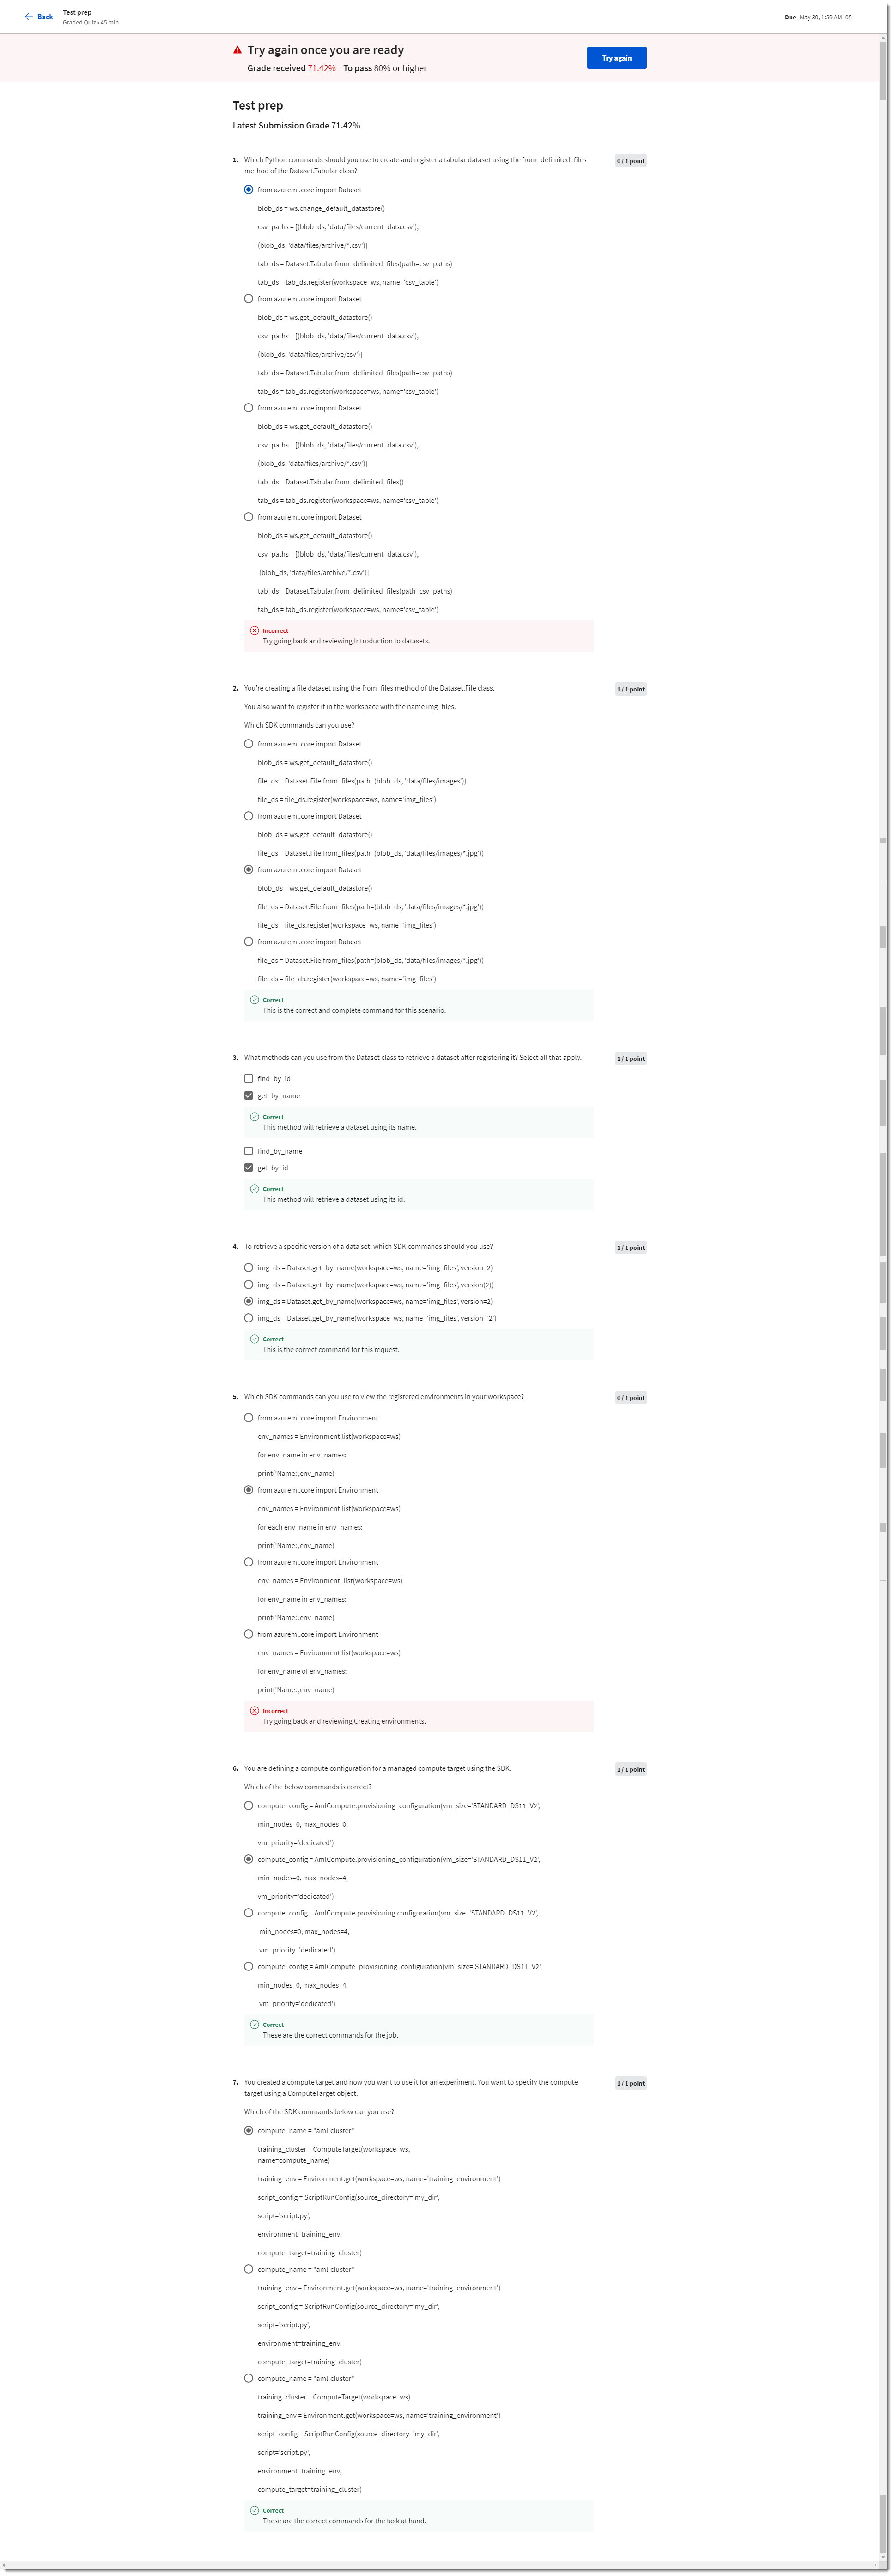 Back
Test prep
Graded Quiz • 45 min
Due May 30, 1:59 AM -05
Try again once you are ready
Grade received 71.42% To pass 80% or higher
Try again
Test prep
Latest Submission Grade 71.42%
1. Which Python commands should you use to create and register a tabular dataset using the from_delimited_files
method of the Dataset.Tabular class?
0 / 1 point
from azureml.core import Dataset
blob_ds = ws.change_default_datastore()
csv_paths = [(blob_ds, 'data/files/current_data.csv'),
(blob_ds, 'data/files/archive/*.csv')]
tab_ds = Dataset.Tabular.from_delimited_files(path=csv_paths)
tab_ds = tab_ds.register(workspace=ws, name='csv_table')
from azureml.core import Dataset
blob_ds = ws.get_default_datastore()
csv_paths = [(blob_ds, 'data/files/current_data.csv'),
(blob_ds, 'data/files/archive/csv')]
tab_ds = Dataset.Tabular.from_delimited_files(path=csv_paths)
tab_ds = tab_ds.register(workspace=ws, name='csv_table')
from azureml.core import Dataset
blob_ds = ws.get_default_datastore()
csv_paths = [(blob_ds, 'data/files/current_data.csv'),
(blob_ds, 'data/files/archive/*.csv')]
tab_ds = Dataset.Tabular.from_delimited_files()
tab_ds = tab_ds.register(workspace=ws, name='csv_table')
from azureml.core import Dataset
blob_ds = ws.get_default_datastore()
csv_paths = [(blob_ds, 'data/files/current_data.csv'),
(blob_ds, 'data/files/archive/*.csv')]
tab_ds = Dataset.Tabular.from_delimited_files(path=csv_paths)
tab_ds = tab_ds.register(workspace=ws, name='csv_table')
Incorrect
Try going back and reviewing Introduction to datasets.
2. You're creating a file dataset using the from_files method of the Dataset.File class.
1 / 1 point
You also want to register it in the workspace with the name img_files.
Which SDK commands can you use?
from azureml.core import Dataset
blob_ds = ws.get_default_datastore()
file_ds = Dataset.File.from_files(path=(blob_ds, 'data/files/images'))
file_ds = file_ds.register(workspace=ws, name='img_files')
from azureml.core import Dataset
blob_ds = ws.get_default_datastore()
file_ds = Dataset.File.from_files(path=(blob_ds, 'data/files/images/*.jpg'))
from azureml.core import Dataset
blob_ds = ws.get_default_datastore()
file_ds = Dataset.File.from_files(path=(blob_ds, 'data/files/images/*.jpg'))
file_ds = file_ds.register(workspace=ws, name='img_files')
from azureml.core import Dataset
file_ds = Dataset.File.from_files(path=(blob_ds, 'data/files/images/*.jpg'))
file_ds = file_ds.register(workspace=ws, name='img_files')
Correct
This is the correct and complete command for this scenario.
3. What methods can you use from the Dataset class to retrieve a dataset after registering it? Select all that apply.
1 / 1 point
find_by_id
get_by_name
Correct
This method will retrieve a dataset using its name.
find_by_name
get_by_id
Correct
This method will retrieve a dataset using its id.
4. To retrieve a specific version of a data set, which SDK commands should you use?
1 / 1 point
img_ds = Dataset.get_by_name(workspace=ws, name='img_files', version_2)
img_ds = Dataset.get_by_name(workspace=ws, name='img_files', version(2))
img_ds = Dataset.get_by_name(workspace=ws, name='img_files', version=2)
img_ds = Dataset.get_by_name(workspace=ws, name='img_files', version='2')
Correct
This is the correct command for this request.
5. Which SDK commands can you use to view the registered environments in your workspace?
0 / 1 point
from azureml.core import Environment
env_names = Environment.list(workspace=ws)
for env_name in env_names:
print('Name:',env_name)
from azureml.core import Environment
env_names = Environment.list(workspace=ws)
for each env_name in env_names:
print('Name:',env_name)
from azureml.core import Environment
env_names = Environment_list(workspace=ws)
for env_name in env_names:
print('Name:',env_name)
from azureml.core import Environment
env_names = Environment.list(workspace=ws)
for env_name of env_names:
print('Name:',env_name)
Incorrect
Try going back and reviewing Creating environments.
6. You are defining a compute configuration for a managed compute target using the SDK.
1 / 1 point
Which of the below commands is correct?
compute_config = AmlCompute.provisioning_configuration(vm_size='STANDARD_DS11_V2',
min_nodes=0, max_nodes=0,
vm_priority='dedicated')
compute_config = AmlCompute.provisioning_configuration(vm_size='STANDARD_DS11_V2',
min_nodes=0, max_nodes=4,
vm_priority='dedicated')
compute_config = AmlCompute.provisioning.configuration(vm_size='STANDARD_DS11_V2',
min_nodes=0, max_nodes=4,
vm_priority='dedicated')
compute_config = AmlCompute_provisioning_configuration(vm_size='STANDARD_DS11_V2',
min_nodes=0, max_nodes=4,
vm_priority='dedicated')
Correct
These are the correct commands for the job.
7. You created a compute target and now you want to use it for an experiment. You want to specify the compute
target using a ComputeTarget object.
1 / 1 point
Which of the SDK commands below can you use?
compute_name = "aml-cluster"
training_cluster = ComputeTarget(workspace=ws,
name=compute_name)
training_env = Environment.get(workspace=ws, name='training_environment')
script_config = ScriptRunConfig(source_directory='my_dir',
script='script.py',
environment=training_env,
compute_target=training_cluster)
compute_name = "aml-cluster"
training_env = Environment.get(workspace=ws, name='training_environment')
script_config = ScriptRunConfig(source_directory='my_dir',
script='script.py',
environment=training_env,
compute_target=training_cluster)
compute_name = "aml-cluster"
training_cluster = ComputeTarget(workspace=ws)
training_env = Environment.get(workspace=ws, name='training_environment')
script_config = ScriptRunConfig(source_directory='my_dir',
script='script.py',
environment=training_env,
compute_target=training_cluster)
Correct
These are the correct commands for the task at hand.